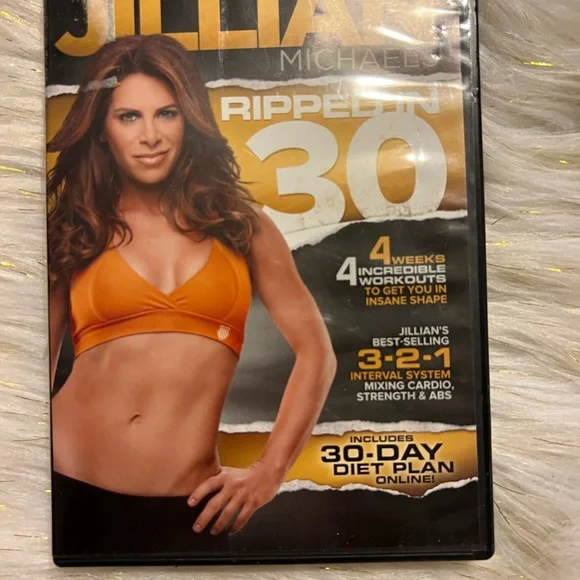 JILLIAN
MICHAELS
RIPPED IN
30
4 WEEKS
4 INCREDIBLE
WORKOUTS
TO GET YOU IN
INSANE SHAPE
JILLIAN'S
BEST-SELLING
3-2-1
INTERVAL SYSTEM
MIXING CARDIO,
STRENGTH & ABS
INCLUDES
30-DAY
DIET PLAN
ONLINE!